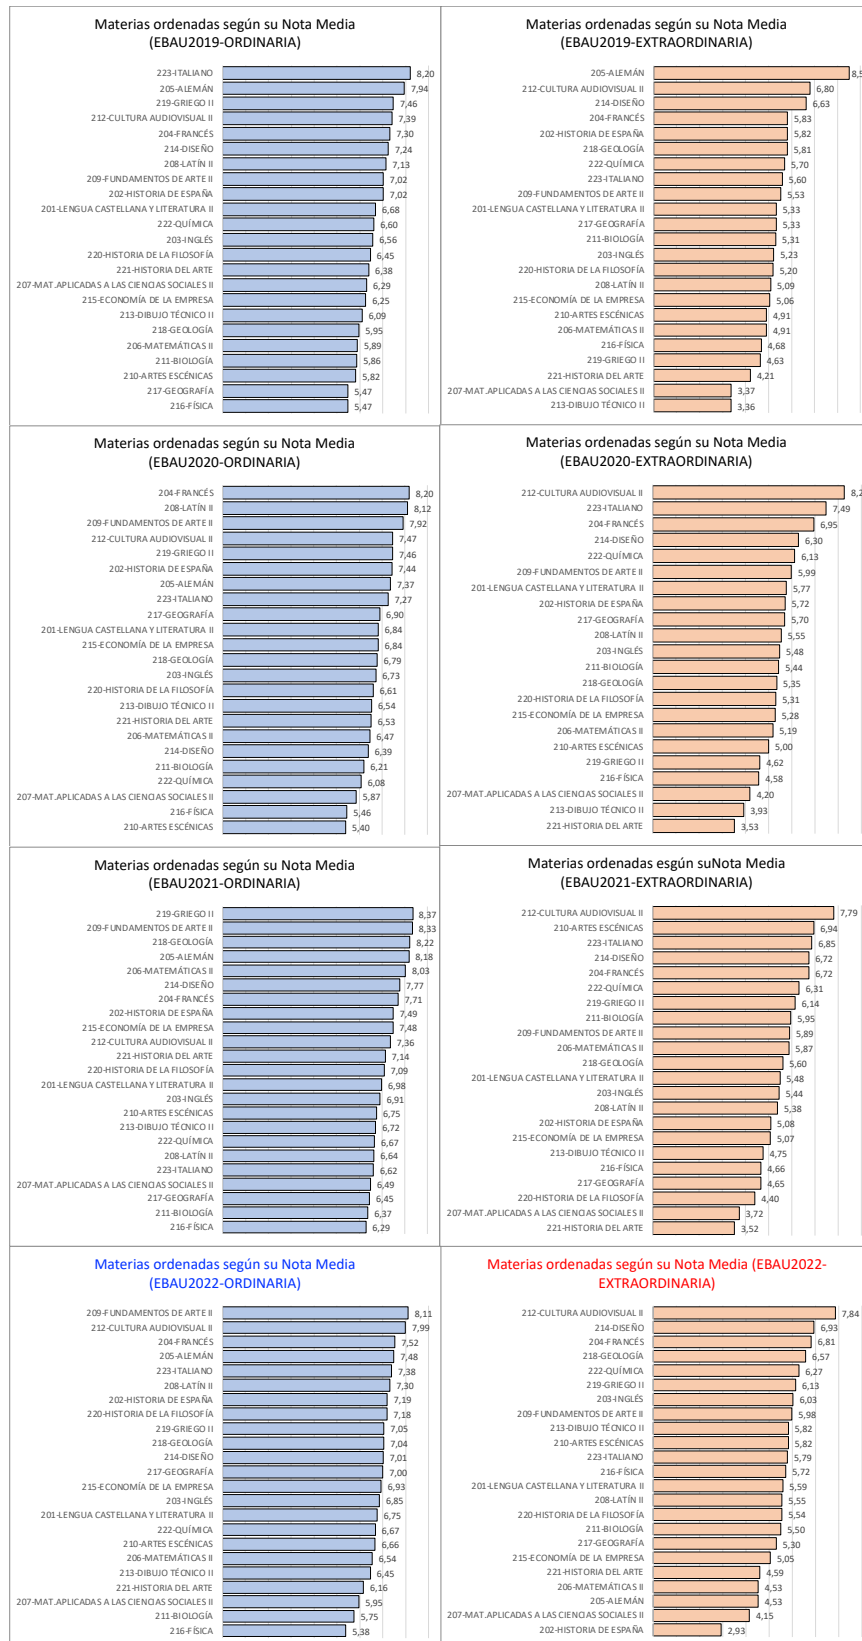 Materias ordenadas según su Nota Media
(EBAU2019-ORDINARIA)
223-ITALIANO 8,20
205-ALEMÁN 7,94
219-GRIEGO II 7,46
212-CULTURA AUDIOVISUAL II 7,39
204-FRANCÉS 7,30
214-DISEÑO 7,24
208-LATÍN II 7,13
209-FUNDAMENTOS DE ARTE II 7,02
202-HISTORIA DE ESPAÑA 7,02
201-LENGUA CASTELLANA Y LITERATURA II 6,68
222-QUÍMICA 6,60
203-INGLÉS 6,56
220-HISTORIA DE LA FILOSOFÍA 6,45
221-HISTORIA DEL ARTE 6,38
207-MAT.APLICADAS A LAS CIENCIAS SOCIALES II 6,29
215-ECONOMÍA DE LA EMPRESA 6,25
213-DIBUJO TÉCNICO II 6,09
218-GEOLOGÍA 5,95
206-MATEMÁTICAS II 5,89
211-BIOLOGÍA 5,86
210-ARTES ESCÉNICAS 5,82
217-GEOGRAFÍA 5,47
216-FÍSICA 5,47
Materias ordenadas según su Nota Media
(EBAU2019-EXTRAORDINARIA)
205-ALEMÁN 8,5
212-CULTURA AUDIOVISUAL II 6,80
214-DISEÑO 6,63
204-FRANCÉS 5,83
202-HISTORIA DE ESPAÑA 5,82
218-GEOLOGÍA 5,81
222-QUÍMICA 5,70
223-ITALIANO 5,60
209-FUNDAMENTOS DE ARTE II 5,53
201-LENGUA CASTELLANA Y LITERATURA II 5,33
217-GEOGRAFÍA 5,33
211-BIOLOGÍA 5,31
203-INGLÉS 5,23
220-HISTORIA DE LA FILOSOFÍA 5,20
208-LATÍN II 5,09
215-ECONOMÍA DE LA EMPRESA 5,06
210-ARTES ESCÉNICAS 4,91
206-MATEMÁTICAS II 4,91
216-FÍSICA 4,68
219-GRIEGO II 4,63
221-HISTORIA DEL ARTE 4,21
207-MAT.APLICADAS A LAS CIENCIAS SOCIALES II 3,37
213-DIBUJO TÉCNICO II 3,36
Materias ordenadas según su Nota Media
(EBAU2020-ORDINARIA)
204-FRANCÉS 8,20
208-LATÍN II 8,12
209-FUNDAMENTOS DE ARTE II 7,92
212-CULTURA AUDIOVISUAL II 7,47
219-GRIEGO II 7,46
202-HISTORIA DE ESPAÑA 7,44
205-ALEMÁN 7,37
223-ITALIANO 7,27
217-GEOGRAFÍA 6,90
201-LENGUA CASTELLANA Y LITERATURA II 6,84
215-ECONOMÍA DE LA EMPRESA 6,84
218-GEOLOGÍA 6,79
203-INGLÉS 6,73
220-HISTORIA DE LA FILOSOFÍA 6,61
213-DIBUJO TÉCNICO II 6,54
221-HISTORIA DEL ARTE 6,53
206-MATEMÁTICAS II 6,47
214-DISEÑO 6,39
211-BIOLOGÍA 6,21
222-QUÍMICA 6,08
207-MAT.APLICADAS A LAS CIENCIAS SOCIALES II 5,87
216-FÍSICA 5,46
210-ARTES ESCÉNICAS 5,40
Materias ordenadas según su Nota Media
(EBAU2020-EXTRAORDINARIA)
212-CULTURA AUDIOVISUAL II 8,2
223-ITALIANO 7,49
204-FRANCÉS 6,95
214-DISEÑO 6,30
222-QUÍMICA 6,13
209-FUNDAMENTOS DE ARTE II 5,99
201-LENGUA CASTELLANA Y LITERATURA II 5,77
202-HISTORIA DE ESPAÑA 5,72
217-GEOGRAFÍA 5,70
208-LATÍN II 5,55
203-INGLÉS 5,48
211-BIOLOGÍA 5,44
218-GEOLOGÍA 5,35
220-HISTORIA DE LA FILOSOFÍA 5,31
215-ECONOMÍA DE LA EMPRESA 5,28
206-MATEMÁTICAS II 5,19
210-ARTES ESCÉNICAS 5,00
219-GRIEGO II 4,62
216-FÍSICA 4,58
207-MAT.APLICADAS A LAS CIENCIAS SOCIALES II 4,20
213-DIBUJO TÉCNICO II 3,93
221-HISTORIA DEL ARTE 3,53
Materias ordenadas según su Nota Media
(EBAU2021-ORDINARIA)
219-GRIEGO II 8,37
209-FUNDAMENTOS DE ARTE II 8,33
218-GEOLOGÍA 8,22
205-ALEMÁN 8,18
206-MATEMÁTICAS II 8,03
214-DISEÑO 7,77
204-FRANCÉS 7,71
202-HISTORIA DE ESPAÑA 7,49
215-ECONOMÍA DE LA EMPRESA 7,48
212-CULTURA AUDIOVISUAL II 7,36
221-HISTORIA DEL ARTE 7,14
220-HISTORIA DE LA FILOSOFÍA 7,09
201-LENGUA CASTELLANA Y LITERATURA II 6,98
203-INGLÉS 6,91
210-ARTES ESCÉNICAS 6,75
213-DIBUJO TÉCNICO II 6,72
222-QUÍMICA 6,67
208-LATÍN II 6,64
223-ITALIANO 6,62
207-MAT.APLICADAS A LAS CIENCIAS SOCIALES II 6,49
217-GEOGRAFÍA 6,45
211-BIOLOGÍA 6,37
216-FÍSICA 6,29
Materias ordenadas esgún suNota Media
(EBAU2021-EXTRAORDINARIA)
212-CULTURA AUDIOVISUAL II 7,79
210-ARTES ESCÉNICAS 6,94
223-ITALIANO 6,85
214-DISEÑO 6,72
204-FRANCÉS 6,72
222-QUÍMICA 6,31
219-GRIEGO II 6,14
211-BIOLOGÍA 5,95
209-FUNDAMENTOS DE ARTE II 5,89
206-MATEMÁTICAS II 5,87
218-GEOLOGÍA 5,60
201-LENGUA CASTELLANA Y LITERATURA II 5,48
203-INGLÉS 5,44
208-LATÍN II 5,38
202-HISTORIA DE ESPAÑA 5,08
215-ECONOMÍA DE LA EMPRESA 5,07
213-DIBUJO TÉCNICO II 4,75
216-FÍSICA 4,66
217-GEOGRAFÍA 4,65
220-HISTORIA DE LA FILOSOFÍA 4,40
207-MAT.APLICADAS A LAS CIENCIAS SOCIALES II 3,72
221-HISTORIA DEL ARTE 3,52
Materias ordenadas según su Nota Media
(EBAU2022-ORDINARIA)
209-FUNDAMENTOS DE ARTE II 8,11
212-CULTURA AUDIOVISUAL II 7,99
204-FRANCÉS 7,52
205-ALEMÁN 7,48
223-ITALIANO 7,38
208-LATÍN II 7,30
202-HISTORIA DE ESPAÑA 7,19
220-HISTORIA DE LA FILOSOFÍA 7,18
219-GRIEGO II 7,05
218-GEOLOGÍA 7,04
214-DISEÑO 7,01
217-GEOGRAFÍA 7,00
215-ECONOMÍA DE LA EMPRESA 6,93
203-INGLÉS 6,85
201-LENGUA CASTELLANA Y LITERATURA II 6,75
222-QUÍMICA 6,67
210-ARTES ESCÉNICAS 6,66
206-MATEMÁTICAS II 6,54
213-DIBUJO TÉCNICO II 6,45
221-HISTORIA DEL ARTE 6,16
207-MAT.APLICADAS A LAS CIENCIAS SOCIALES II 5,95
211-BIOLOGÍA 5,75
216-FÍSICA 5,38
Materias ordenadas según su Nota Media (EBAU2022-
EXTRAORDINARIA)
212-CULTURA AUDIOVISUAL II 7,84
214-DISEÑO 6,93
204-FRANCÉS 6,81
218-GEOLOGÍA 6,57
222-QUÍMICA 6,27
219-GRIEGO II 6,13
203-INGLÉS 6,03
209-FUNDAMENTOS DE ARTE II 5,98
213-DIBUJO TÉCNICO II 5,82
210-ARTES ESCÉNICAS 5,82
223-ITALIANO 5,79
216-FÍSICA 5,72
201-LENGUA CASTELLANA Y LITERATURA II 5,59
208-LATÍN II 5,55
220-HISTORIA DE LA FILOSOFÍA 5,54
211-BIOLOGÍA 5,50
217-GEOGRAFÍA 5,30
215-ECONOMÍA DE LA EMPRESA 5,05
221-HISTORIA DEL ARTE 4,59
206-MATEMÁTICAS II 4,53
205-ALEMÁN 4,53
207-MAT.APLICADAS A LAS CIENCIAS SOCIALES II 4,15
202-HISTORIA DE ESPAÑA 2,93